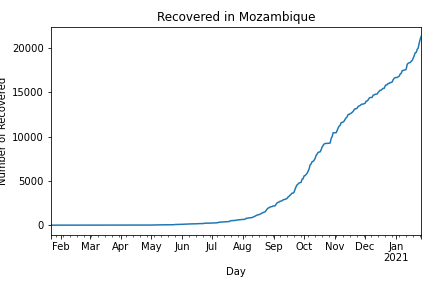 Recovered in Mozambique
20000
15000
10000
5000
0
Number of Recovered
Feb Mar Apr May Jun Jul Aug Sep Oct Nov Dec Jan
2021
Day